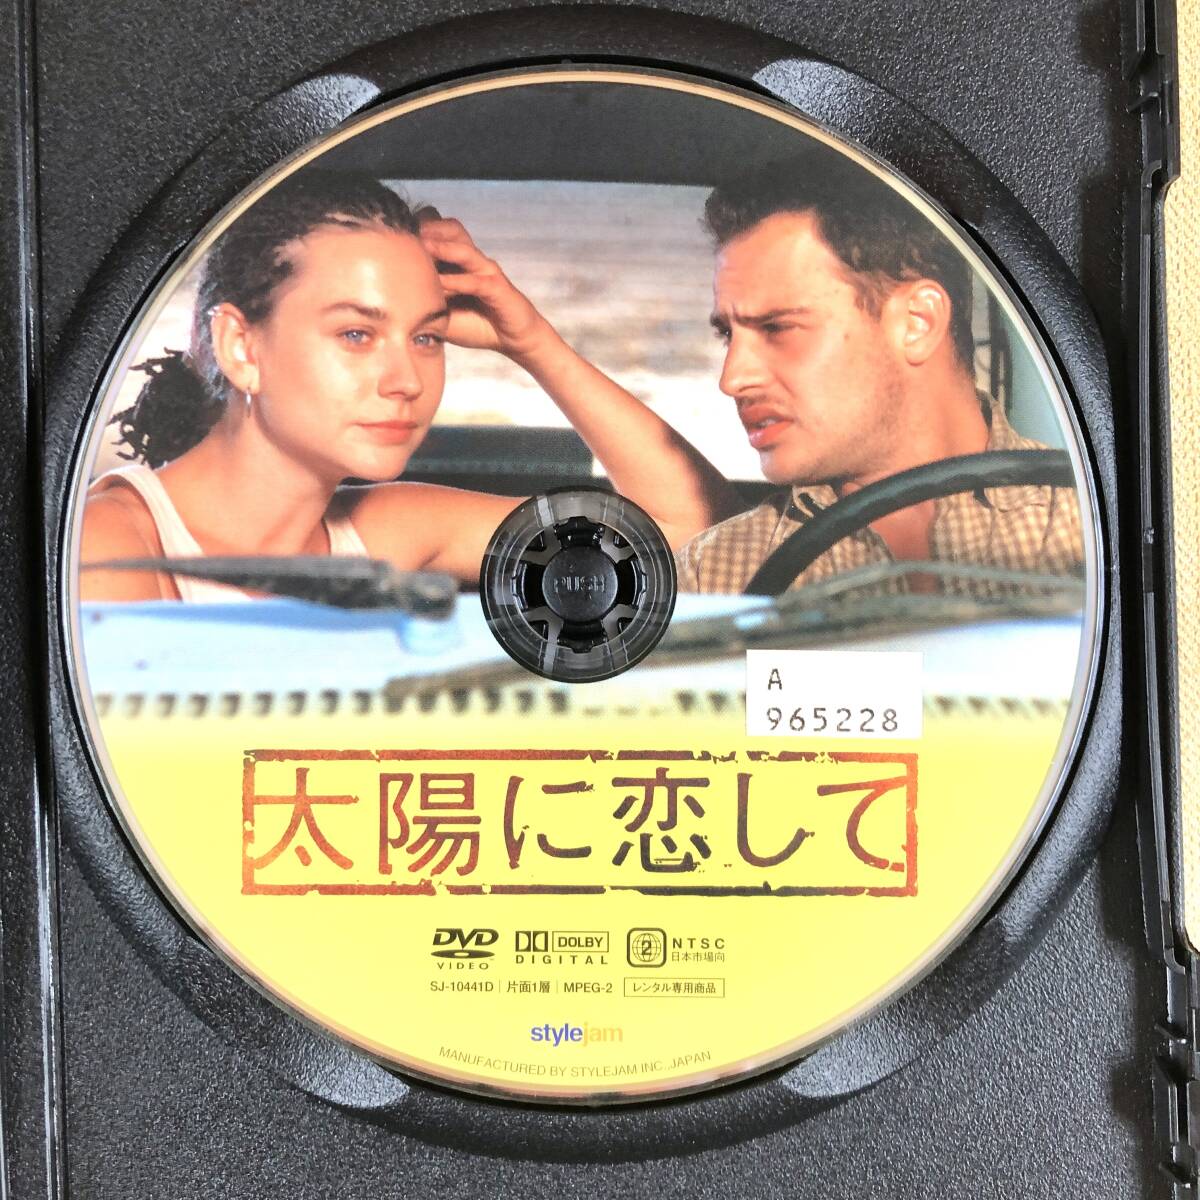 PUSH
A
965228
太陽に恋して
DVD VIDEO DOLBY DIGITAL 2 NTSC 日本市場向
SJ-10441D 片面1層 MPEG-2 レンタル専用商品
stylejam
MANUFACTURED BY STYLEJAM INC., JAPAN